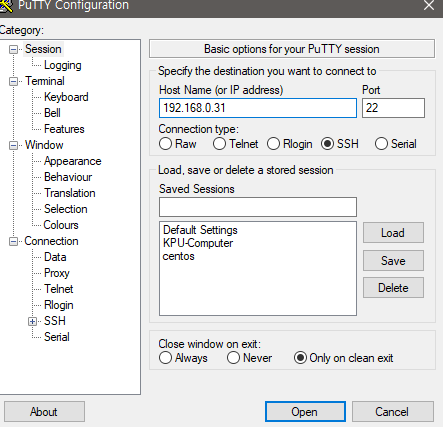 PuTTY Configuration
Category:
Session
Logging
Terminal
Keyboard
Bell
Features
Window
Appearance
Behaviour
Translation
Selection
Colours
Connection
Data
Proxy
Telnet
Rlogin
SSH
Serial
Basic options for your PuTTY session
Specify the destination you want to connect to
Host Name (or IP address) Port
192.168.0.31 22
Connection type:
Raw Telnet Rlogin SSH Serial
Load, save or delete a stored session
Saved Sessions
Default Settings
KPU-Computer
centos
Load
Save
Delete
Close window on exit:
Always Never Only on clean exit
About Open Cancel